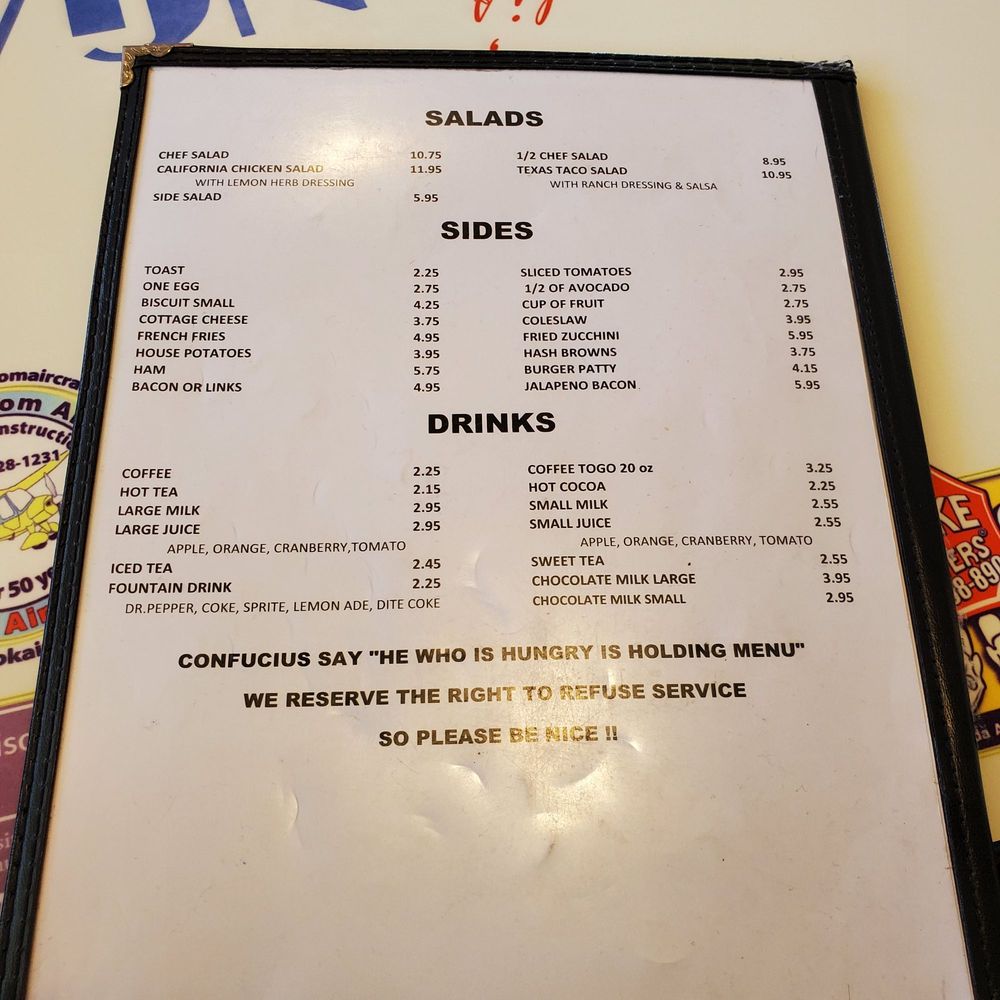 SALADS
CHEF SALAD 10.75 1/2 CHEF SALAD 8.95
CALIFORNIA CHICKEN SALAD 11.95 TEXAS TACO SALAD 10.95
WITH LEMON HERB DRESSING WITH RANCH DRESSING & SALSA
SIDE SALAD 5.95
SIDES
TOAST 2.25 SLICED TOMATOES 2.95
ONE EGG 2.75 1/2 OF AVOCADO 2.75
BISCUIT SMALL 4.25 CUP OF FRUIT 2.75
COTTAGE CHEESE 3.75 COLESLAW 3.95
FRENCH FRIES 4.95 FRIED ZUCCHINI 5.95
HOUSE POTATOES 3.95 HASH BROWNS 3.75
HAM 5.75 BURGER PATTY 4.15
BACON OR LINKS 4.95 JALAPENO BACON 5.95
DRINKS
COFFEE 2.25 COFFEE TOGO 20 oz 3.25
HOT TEA 2.15 HOT COCOA 2.25
LARGE MILK 2.95 SMALL MILK 2.55
LARGE JUICE 2.95 SMALL JUICE 2.55
APPLE, ORANGE, CRANBERRY,TOMATO APPLE, ORANGE, CRANBERRY, TOMATO
ICED TEA 2.45 SWEET TEA 2.55
FOUNTAIN DRINK 2.25 CHOCOLATE MILK LARGE 3.95
DR.PEPPER, COKE, SPRITE, LEMON ADE, DITE COKE CHOCOLATE MILK SMALL 2.95
CONFUCIUS SAY "HE WHO IS HUNGRY IS HOLDING MENU"
WE RESERVE THE RIGHT TO REFUSE SERVICE
SO PLEASE BE NICE !!
28-1231
50